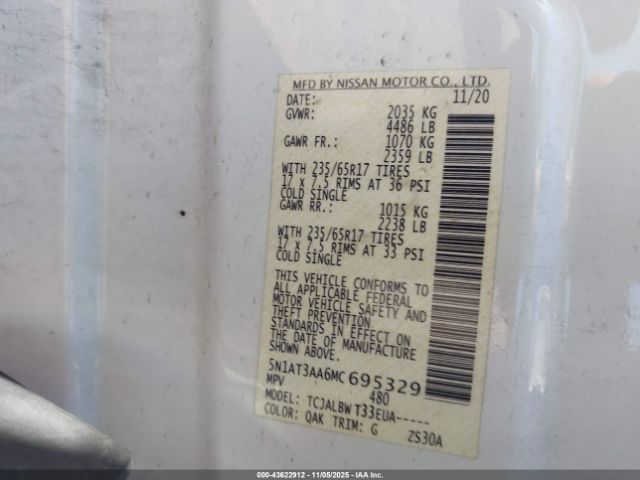 MFD BY NISSAN MOTOR CO., LTD.
DATE: 11/20
GVWR: 2035 KG
4486 LB
GAWR FR.: 1070 KG
2359 LB
WITH 235/65R17 TIRES
17 x 7.5 RIMS AT 36 PSI
COLD SINGLE
GAWR RR.: 1015 KG
2238 LB
WITH 235/65R17 TIRES
17 x 7.5 RIMS AT 33 PSI
COLD SINGLE
THIS VEHICLE CONFORMS TO
ALL APPLICABLE FEDERAL
MOTOR VEHICLE SAFETY AND
THEFT PREVENTION
STANDARDS IN EFFECT ON
THE DATE OF MANUFACTURE
SHOWN ABOVE.
5N1AT3AA6MC695329
MPV 480
MODEL: TCJALBWT33EUA-----
COLOR: QAK TRIM: G ZS30A
000-43622912 - 11/05/2025 - IAA Inc.